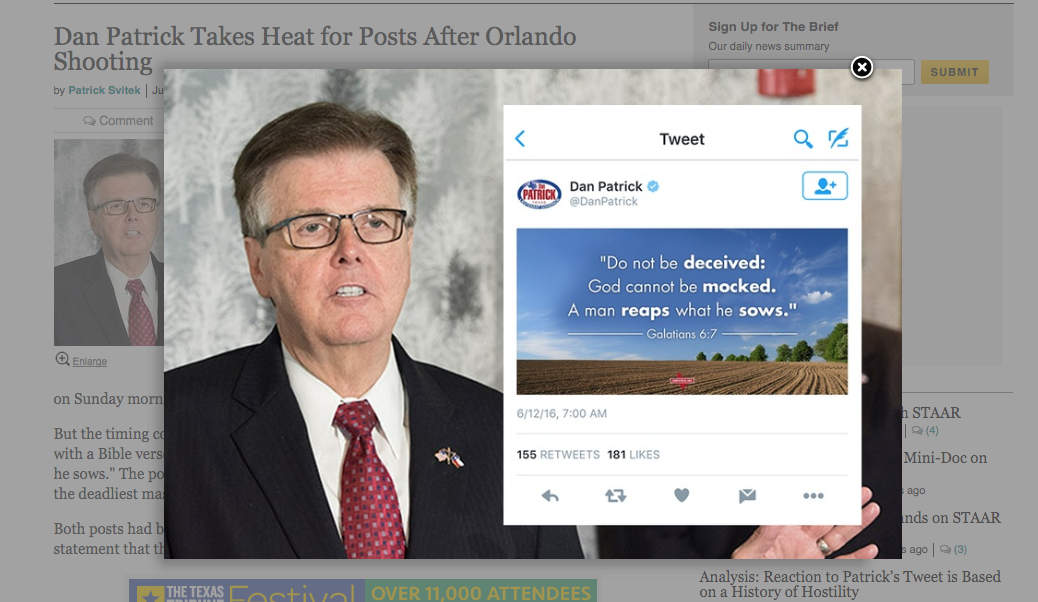 Dan Patrick Takes Heat for Posts After Orlando
Shooting
by Patrick Svitek | Ju
Comment
Enlarge
on Sunday morn
But the timing co
with a Bible vers
he sows." The po
the deadliest ma
Both posts had b
statement that th
Sign Up for The Brief
Our daily news summary
SUBMIT
Tweet
PATRICK
Dan Patrick
@DanPatrick
"Do not be deceived:
God cannot be mocked.
A man reaps what he sows."
Galatians 6:7
6/12/16, 7:00 AM
155 RETWEETS 181 LIKES
h STAAR
| (4)
Mini-Doc on
s ago
nds on STAAR
s ago | (3)
Analysis: Reaction to Patrick's Tweet is Based
on a History of Hostility
THE TEXAS
TRIBUNE
Festival
OVER 11,000 ATTENDEES